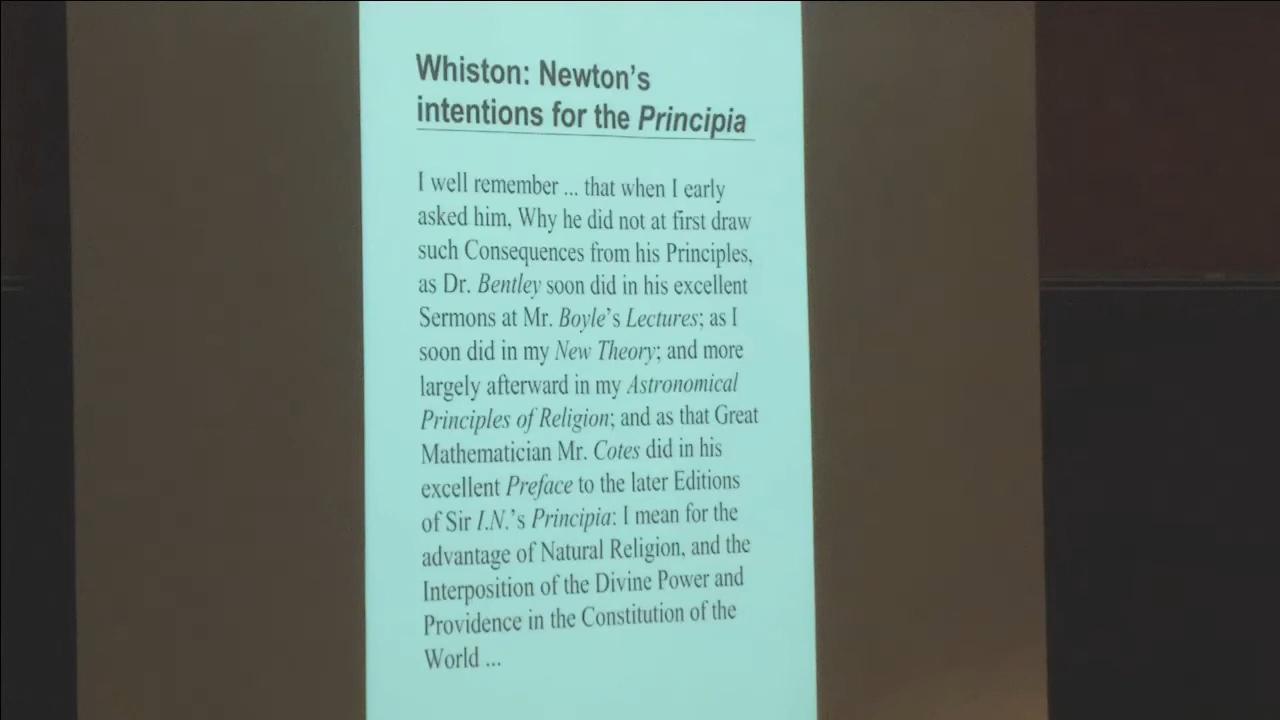 Whiston: Newton's
intentions for the Principia
I well remember ... that when I early
asked him, Why he did not at first draw
such Consequences from his Principles,
as Dr. Bentley soon did in his excellent
Sermons at Mr. Boyle's Lectures; as I
soon did in my New Theory; and more
largely afterward in my Astronomical
Principles of Religion; and as that Great
Mathematician Mr. Cotes did in his
excellent Preface to the later Editions
of Sir I.N.'s Principia: I mean for the
advantage of Natural Religion, and the
Interposition of the Divine Power and
Providence in the Constitution of the
World ...